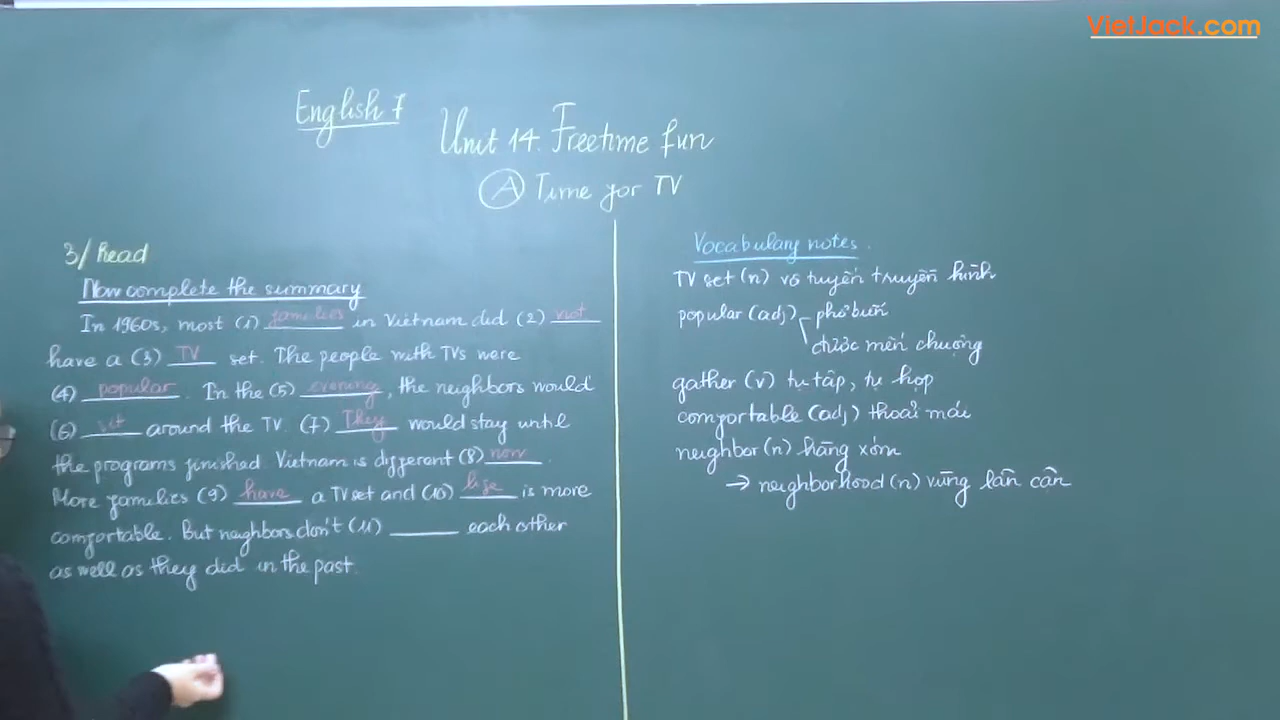 VietJack.com
English 7
Unit 14. Freetime fun
A Time for TV
3/ Read
Now complete the summary
In 1960s, most (1) families in Vietnam did (2) not
have a (3) TV set. The people with TVs were
(4) popular. In the (5) evening, the neighbors would
(6) sit around the TV. (7) They would stay until
the programs finished. Vietnam is different (8) now.
More families (9) have a TV set and (10) life is more
comfortable. But neighbors don't (11) ______ each other
as well as they did in the past.
Vocabulary notes.
TV set (n) vô tuyến truyền hình
popular (adj) phổ biến
được mến chuộng
gather (v) tụ tập, tụ họp
comfortable (adj) thoải mái
neighbor (n) hàng xóm
→ neighborhood (n) vùng lân cận